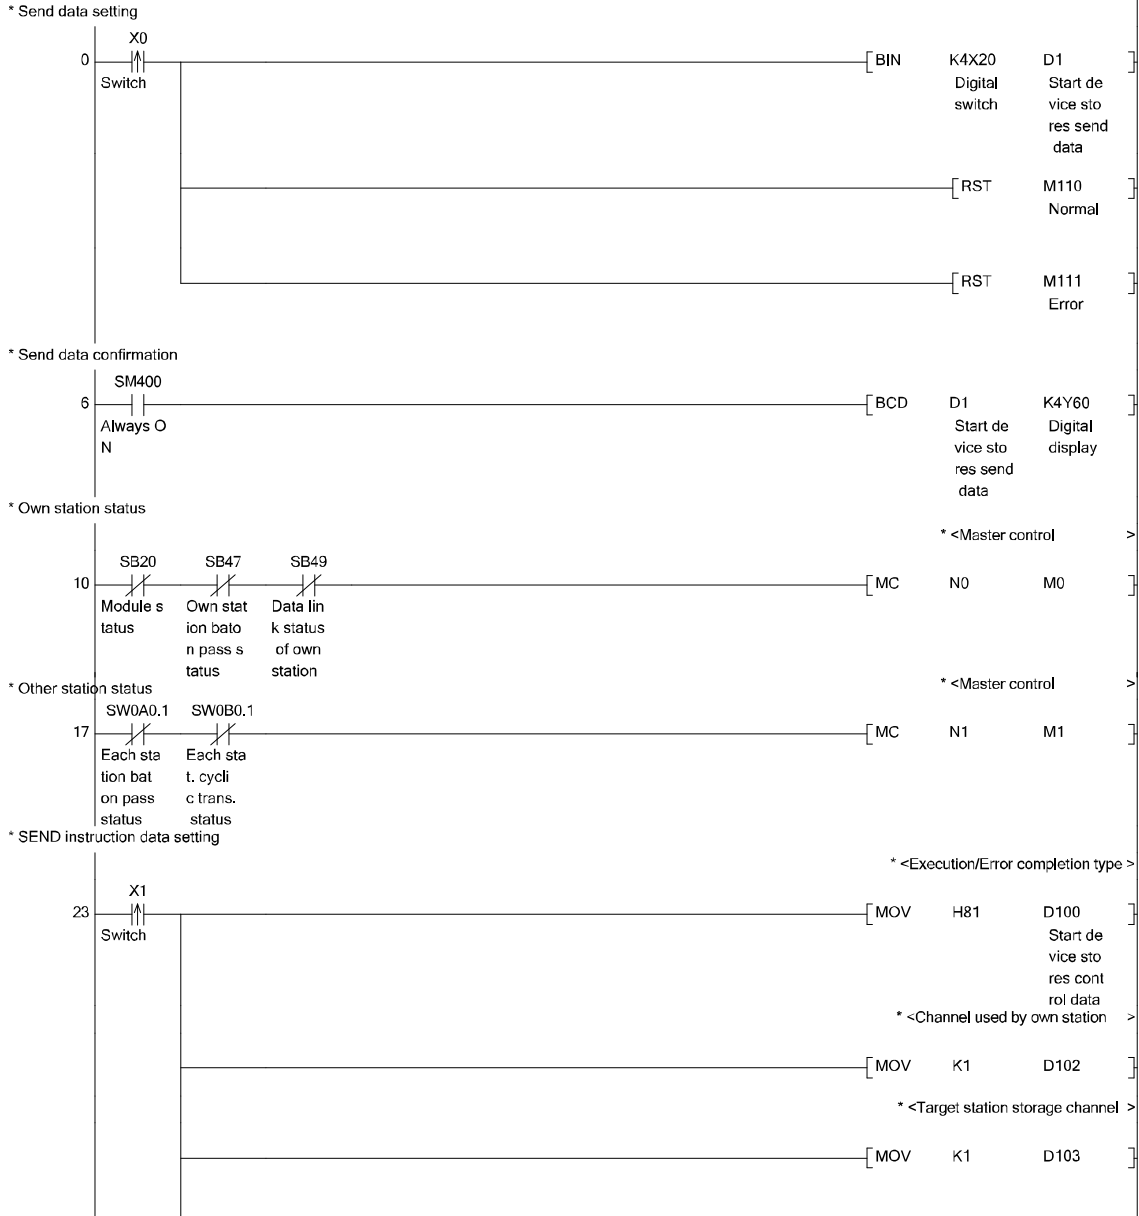 * Send data setting
X0
0 [ BIN K4X20 D1 ]
Switch Digital Start de
switch vice sto
res send
data
[ RST M110 ]
Normal
[ RST M111 ]
Error
* Send data confirmation
SM400
6 [ BCD D1 K4Y60 ]
Always O Start de Digital
N vice sto display
res send
data
* Own station status
* <Master control >
SB20 SB47 SB49
10 [ MC N0 M0 ]
Module s Own stat Data lin
tatus ion bato k status
n pass s of own
tatus station
* Other station status * <Master control >
SW0A0.1 SW0B0.1
17 [ MC N1 M1 ]
Each sta Each sta
tion bat t. cycli
on pass c trans.
status status
* SEND instruction data setting
* <Execution/Error completion type >
X1
23 [ MOV H81 D100 ]
Switch Start de
vice sto
res cont
rol data
* <Channel used by own station >
[ MOV K1 D102 ]
* <Target station storage channel >
[ MOV K1 D103 ]